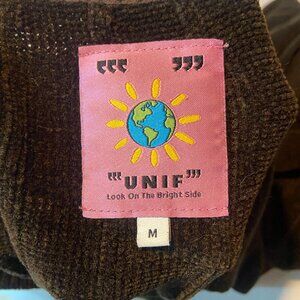 “““ ”””
“““UNIF”””
Look On The Bright Side
M